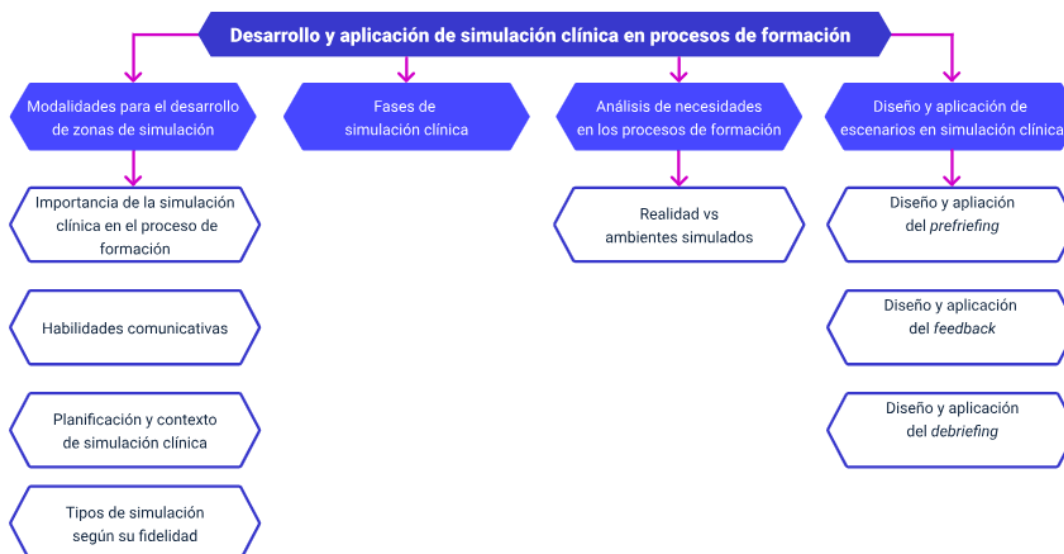 Desarrollo y aplicación de simulación clínica en procesos de formación
Modalidades para el desarrollo
de zonas de simulación
Fases de
simulación clínica
Análisis de necesidades
en los procesos de formación
Diseño y aplicación de
escenarios en simulación clínica
Importancia de la simulación
clínica en el proceso de
formación
Realidad vs
ambientes simulados
Diseño y apliación
del prefriefing
Habilidades comunicativas
Diseño y aplicación
del feedback
Planificación y contexto
de simulación clínica
Diseño y aplicación
del debriefing
Tipos de simulación
según su fidelidad